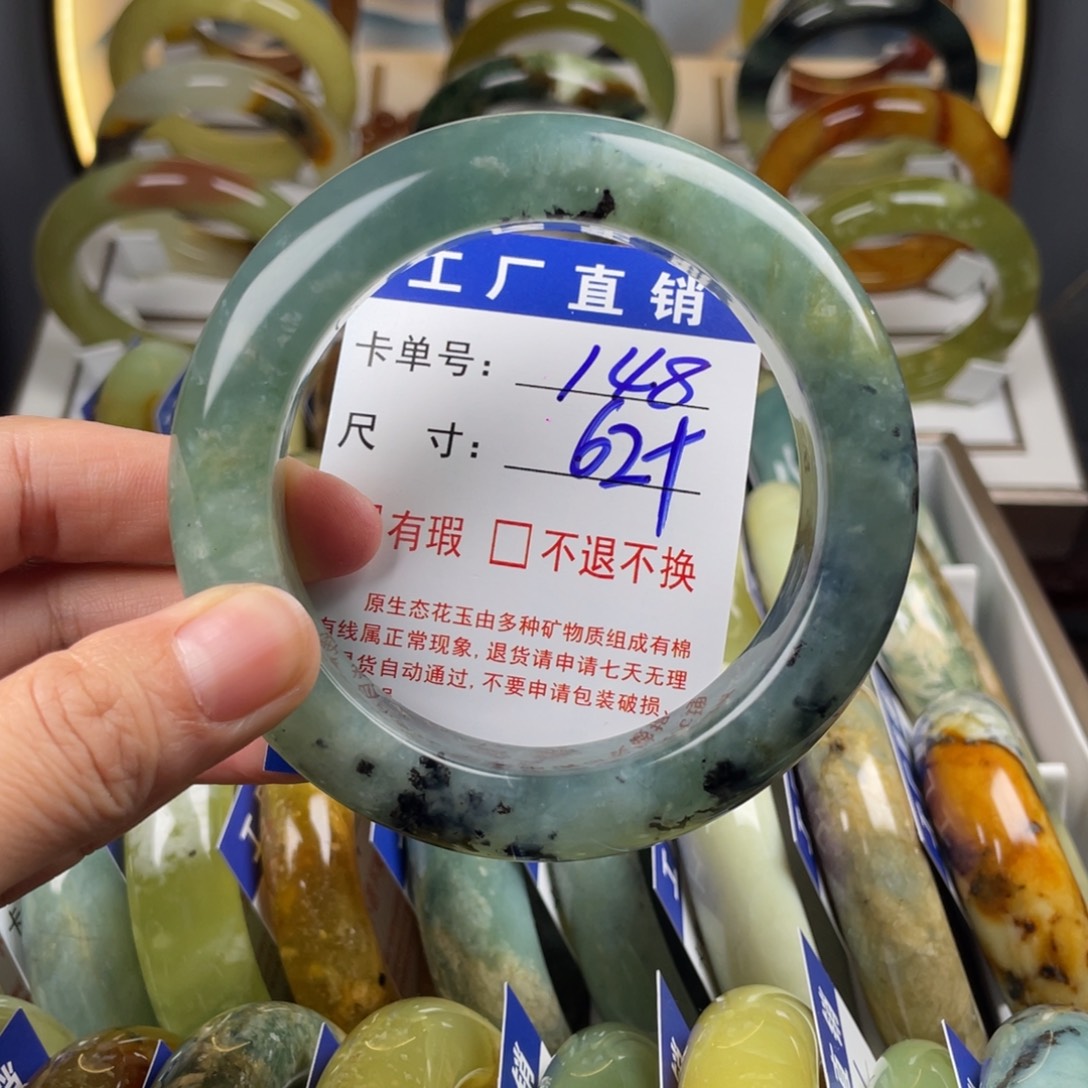 工厂直销
卡单号: 148
尺 寸: 62+
有瑕 □不退不换
原生态花玉由多种矿物质组成有棉
有线属正常现象,退货请申请七天无理
货自动通过,不要申请包装破损、